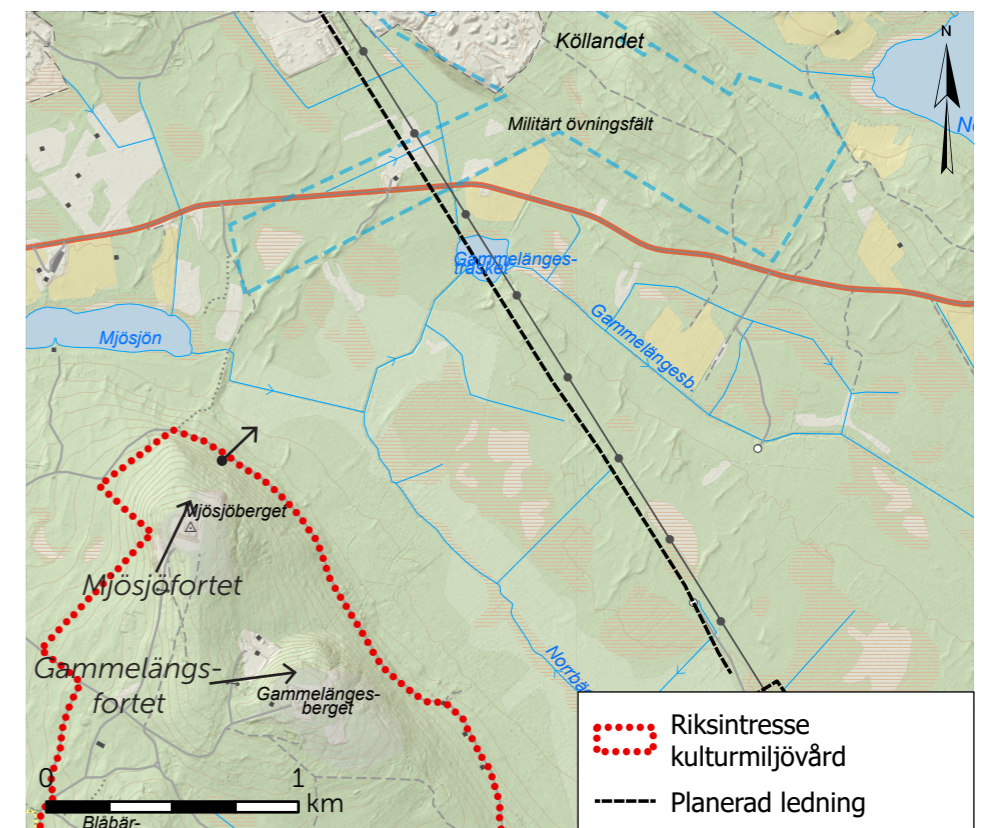 Köllandet
N
Militärt övningsfält
Gammelänges-
träsket
Mjösjön
Gammelängesb.
Mjösjöberget
Mjösjöfortet
Gammelängs-
fortet
Gammelänges-
berget
Riksintresse
kulturmiljövård
Planerad ledning
0 1
km
Blåbär-